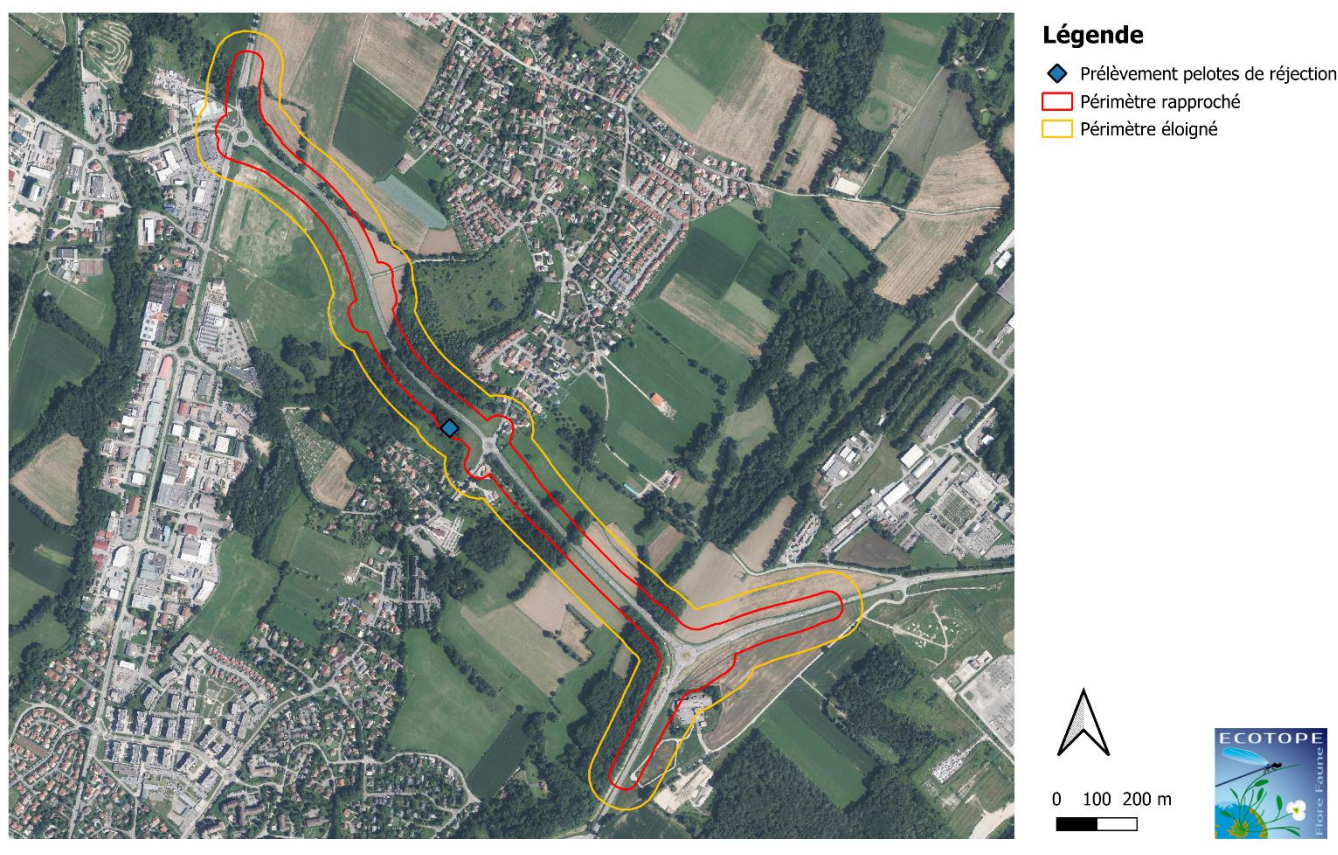 Légende
Prélèvement pelotes de réjection
Périmètre rapproché
Périmètre éloigné
0 100 200 m
ECOTOPE
Flore Faune